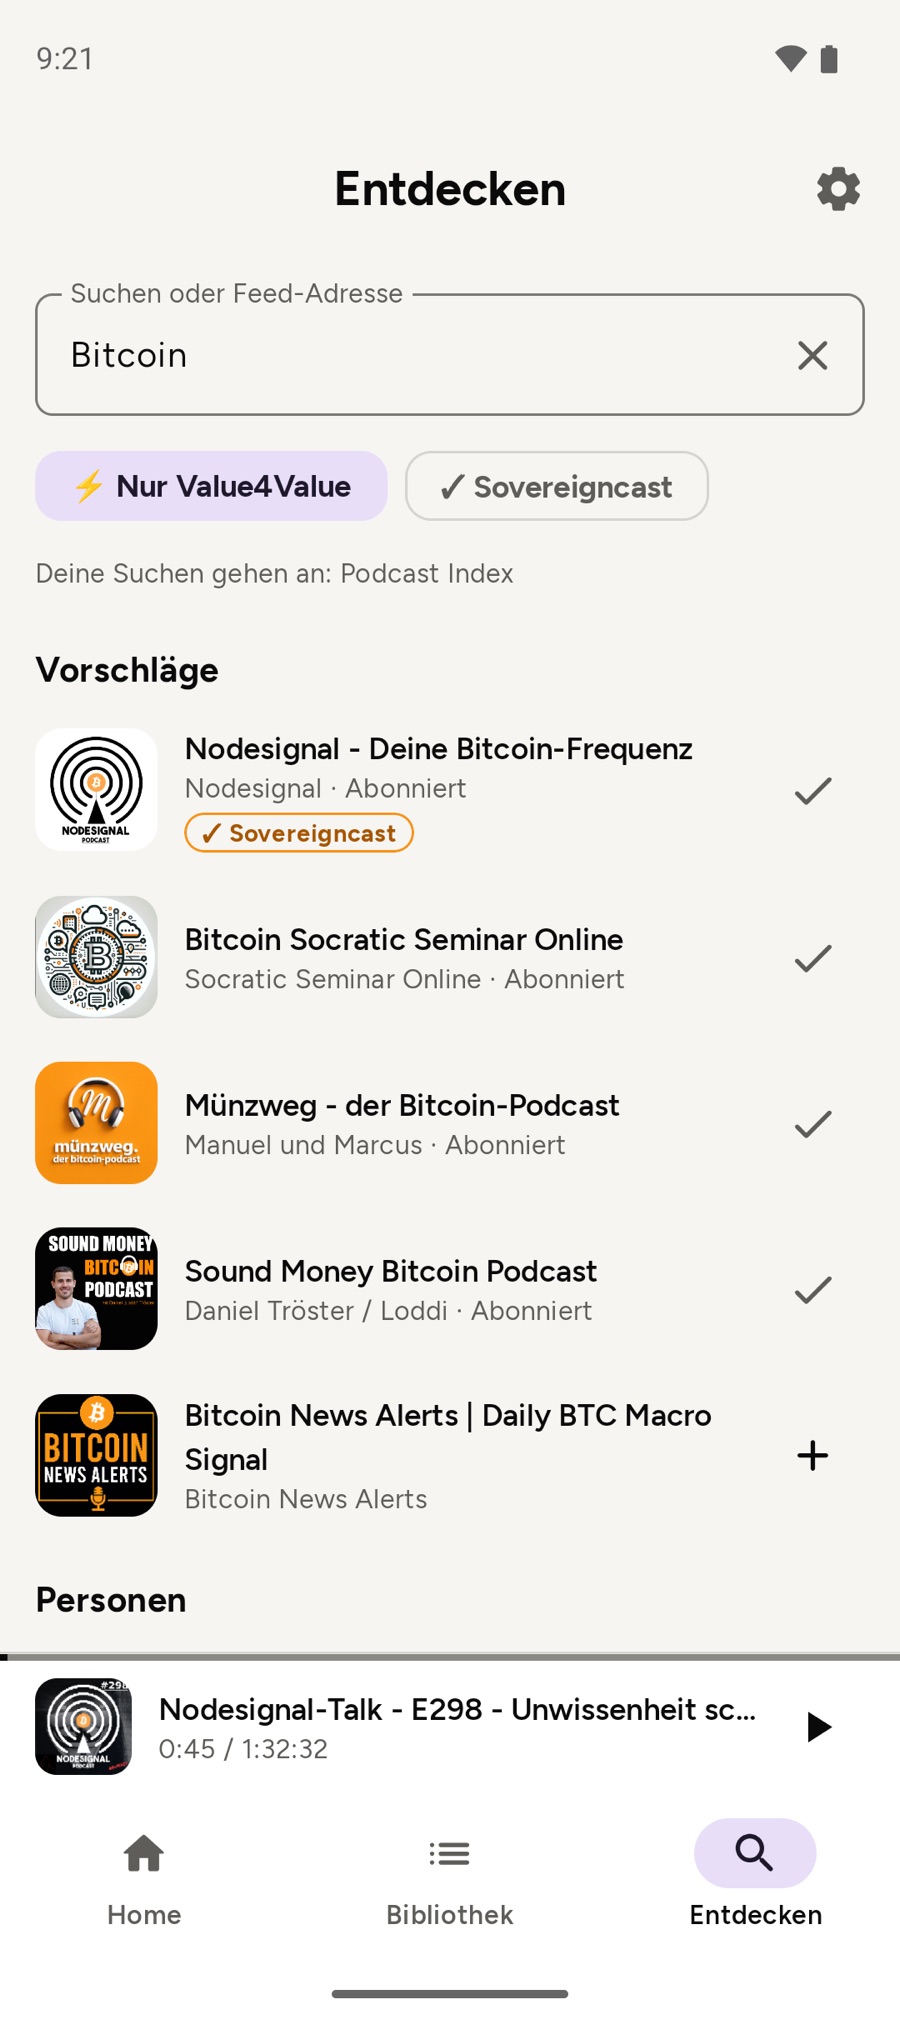 9:21
Entdecken
Suchen oder Feed-Adresse
Bitcoin
⚡ Nur Value4Value
✓ Sovereigncast
Deine Suchen gehen an: Podcast Index
Vorschläge
NODESIGNAL
PODCAST
Nodesignal - Deine Bitcoin-Frequenz
Nodesignal · Abonniert
✓ Sovereigncast
Bitcoin Socratic Seminar Online
Socratic Seminar Online · Abonniert
münzweg.
der bitcoin-podcast
Münzweg - der Bitcoin-Podcast
Manuel und Marcus · Abonniert
SOUND MONEY
BITCOIN
PODCAST
Sound Money Bitcoin Podcast
Daniel Tröster / Loddi · Abonniert
BITCOIN
NEWS ALERTS
Bitcoin News Alerts | Daily BTC Macro
Signal
Bitcoin News Alerts
Personen
#298
NODESIGNAL
PODCAST
Nodesignal-Talk - E298 - Unwissenheit sc...
0:45 / 1:32:32
Home
Bibliothek
Entdecken